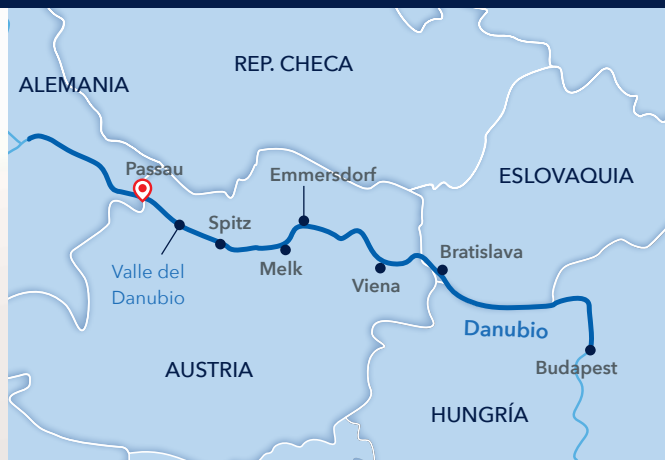 REP. CHECA
ALEMANIA
Passau
Emmersdorf
ESLOVAQUIA
Spitz
Bratislava
Valle del
Danubio
Melk
Viena
Danubio
AUSTRIA
Budapest
HUNGRÍA